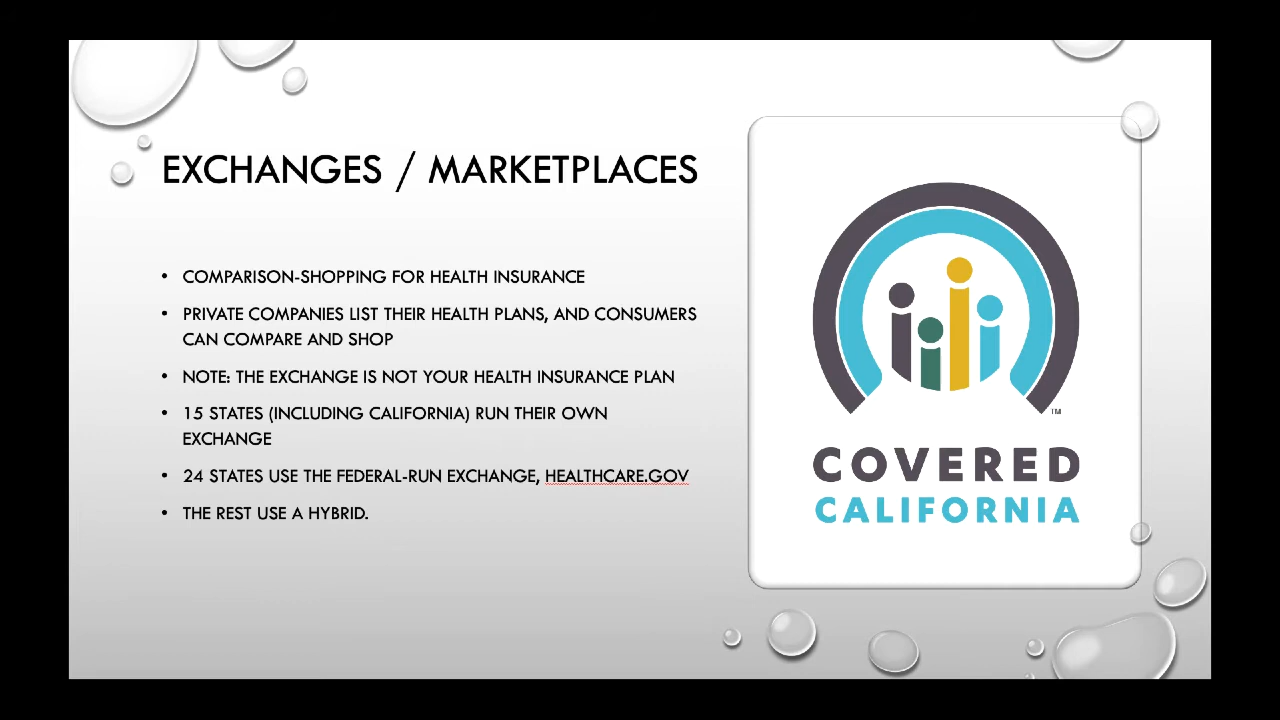 EXCHANGES / MARKETPLACES
• COMPARISON-SHOPPING FOR HEALTH INSURANCE
• PRIVATE COMPANIES LIST THEIR HEALTH PLANS, AND CONSUMERS
CAN COMPARE AND SHOP
• NOTE: THE EXCHANGE IS NOT YOUR HEALTH INSURANCE PLAN
• 15 STATES (INCLUDING CALIFORNIA) RUN THEIR OWN
EXCHANGE
• 24 STATES USE THE FEDERAL-RUN EXCHANGE, HEALTHCARE.GOV
• THE REST USE A HYBRID.
TM
COVERED
CALIFORNIA